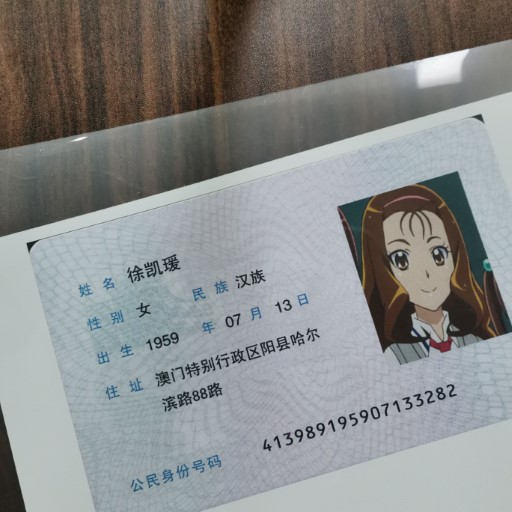 姓名 徐凯瑗
性别 女 民族 汉族
出生 1959 年 07 月 13 日
住址 澳门特别行政区阳县哈尔
滨路88路
公民身份号码 413989195907133282